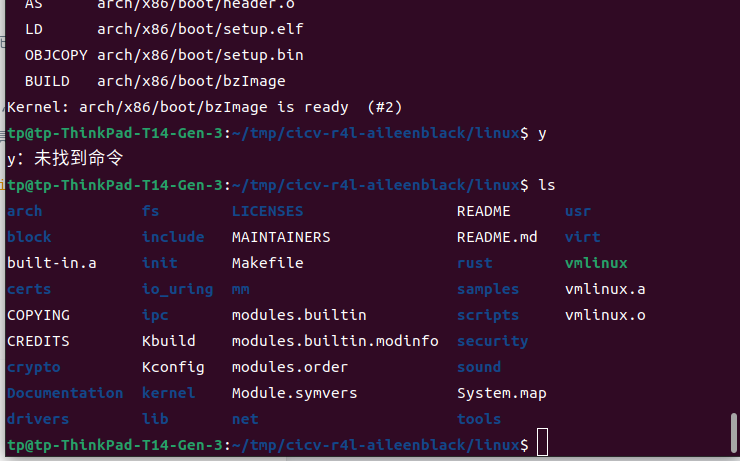 AS      arch/x86/boot/header.o
LD      arch/x86/boot/setup.elf
OBJCOPY arch/x86/boot/setup.bin
BUILD   arch/x86/boot/bzImage
Kernel: arch/x86/boot/bzImage is ready  (#2)
tp@tp-ThinkPad-T14-Gen-3:~/tmp/cicv-r4l-aileenblack/linux$ y
y：未找到命令
tp@tp-ThinkPad-T14-Gen-3:~/tmp/cicv-r4l-aileenblack/linux$ ls
arch           fs        LICENSES                 README     usr
block          include   MAINTAINERS              README.md  virt
built-in.a     init      Makefile                 rust       vmlinux
certs          io_uring  mm                       samples    vmlinux.a
COPYING        ipc       modules.builtin          scripts    vmlinux.o
CREDITS        Kbuild    modules.builtin.modinfo  security
crypto         Kconfig   modules.order            sound
Documentation  kernel    Module.symvers           System.map
drivers        lib       net                      tools
tp@tp-ThinkPad-T14-Gen-3:~/tmp/cicv-r4l-aileenblack/linux$